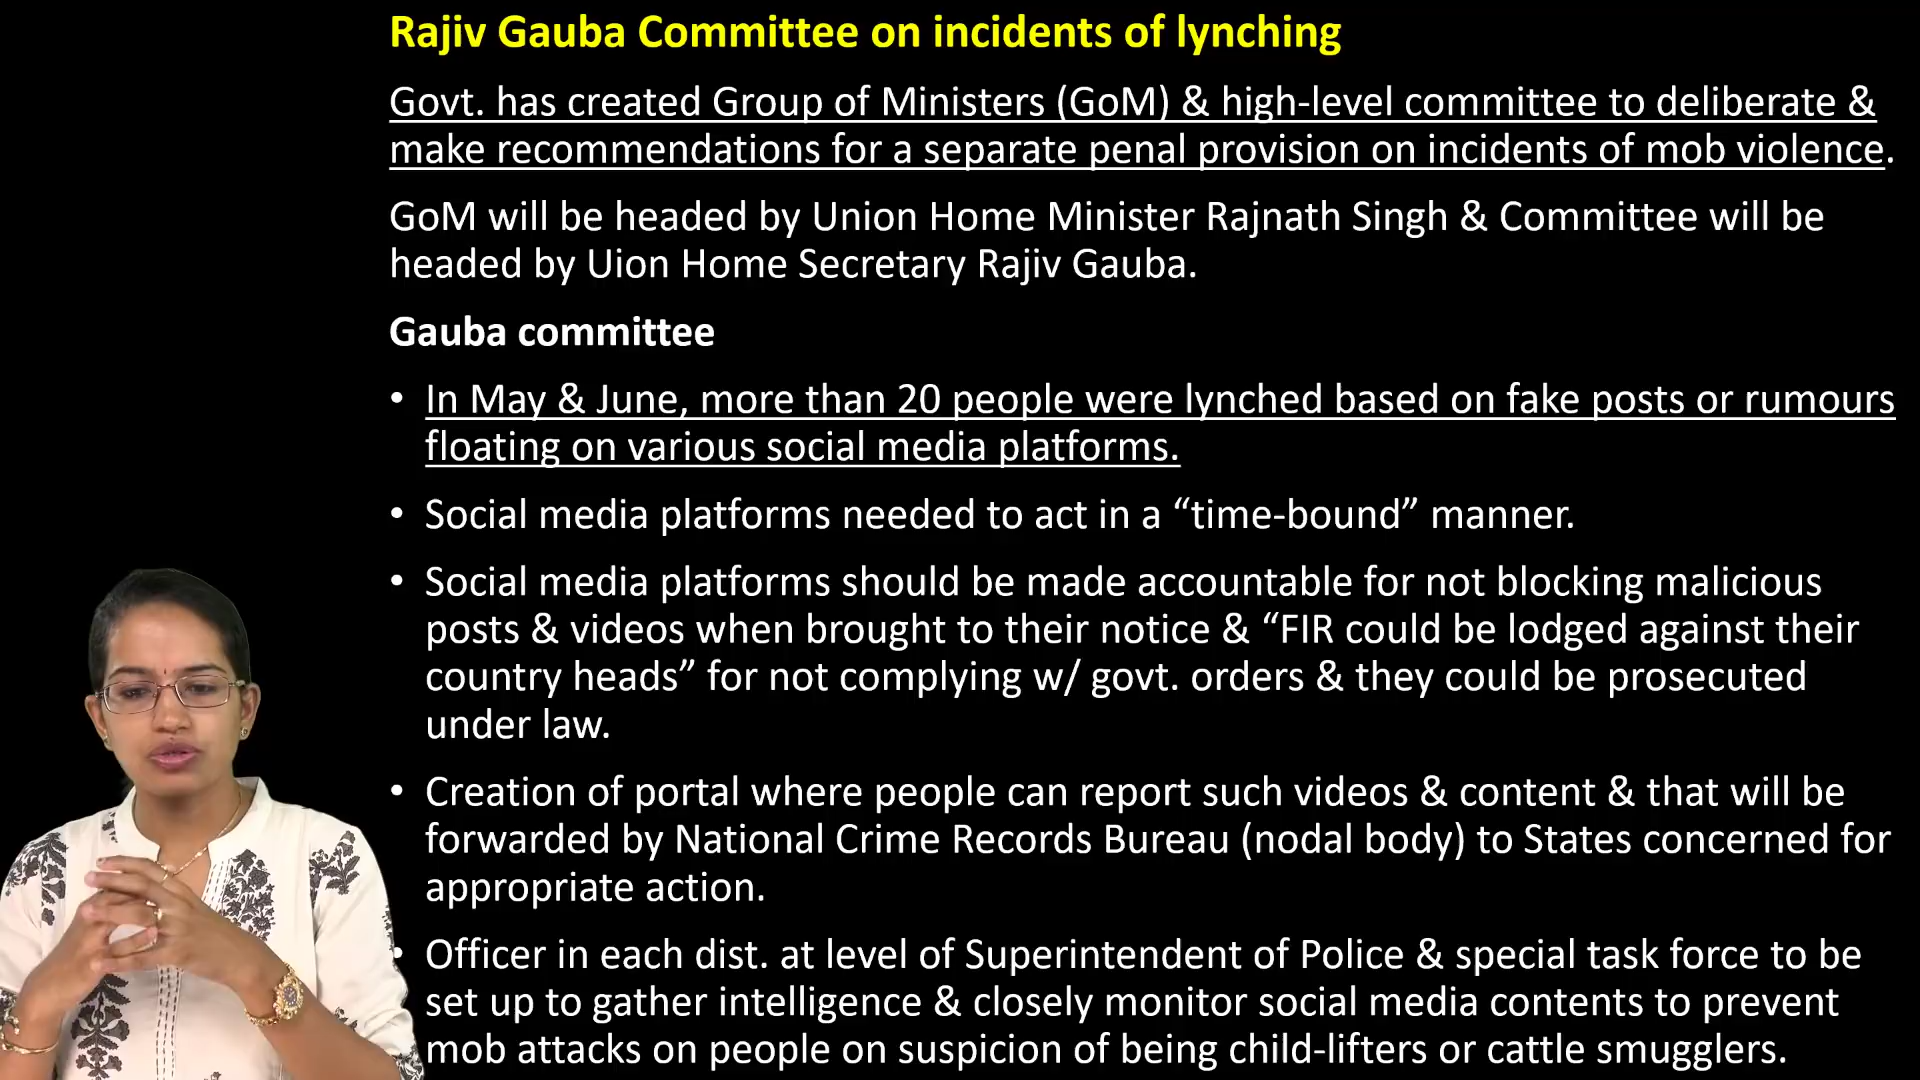 Rajiv Gauba Committee on incidents of lynching
Govt. has created Group of Ministers (GoM) & high-level committee to deliberate &
make recommendations for a separate penal provision on incidents of mob violence.
GoM will be headed by Union Home Minister Rajnath Singh & Committee will be
headed by Uion Home Secretary Rajiv Gauba.
Gauba committee
• In May & June, more than 20 people were lynched based on fake posts or rumours
floating on various social media platforms.
• Social media platforms needed to act in a “time-bound” manner.
• Social media platforms should be made accountable for not blocking malicious
posts & videos when brought to their notice & “FIR could be lodged against their
country heads” for not complying w/ govt. orders & they could be prosecuted
under law.
• Creation of portal where people can report such videos & content & that will be
forwarded by National Crime Records Bureau (nodal body) to States concerned for
appropriate action.
• Officer in each dist. at level of Superintendent of Police & special task force to be
set up to gather intelligence & closely monitor social media contents to prevent
mob attacks on people on suspicion of being child-lifters or cattle smugglers.